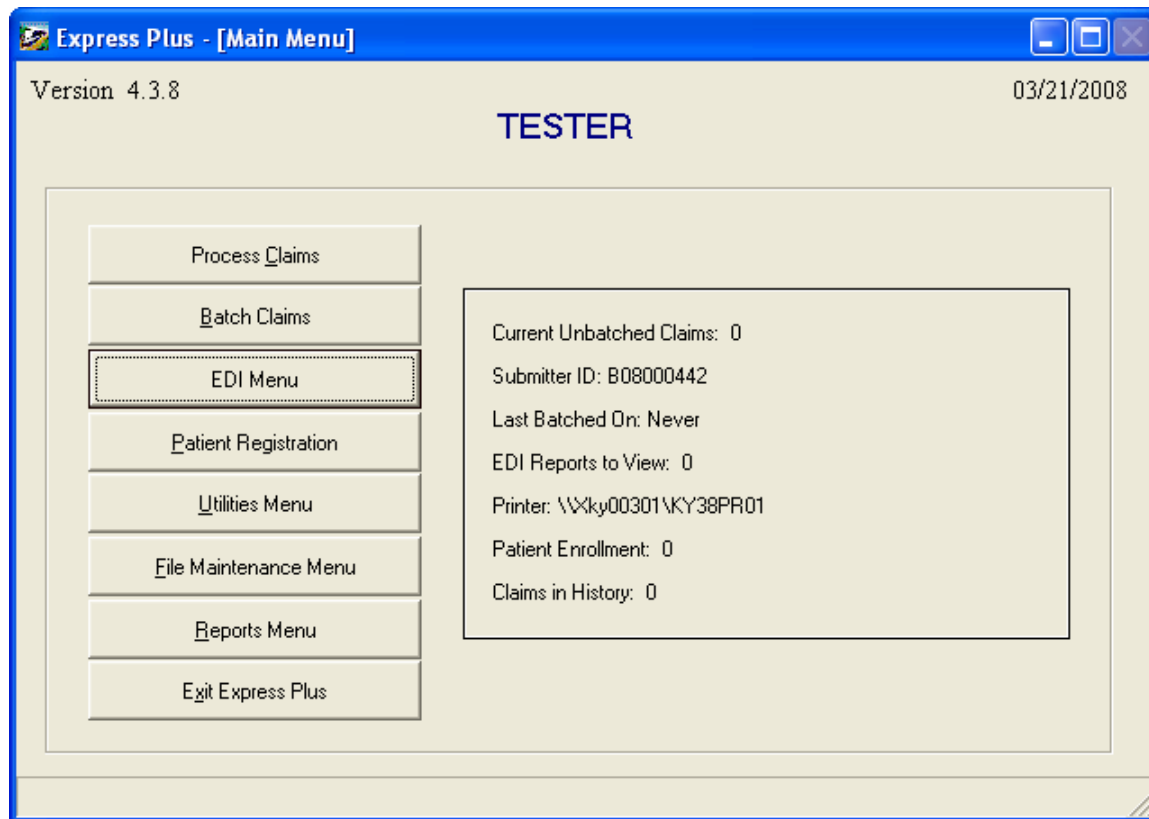 Express Plus - [Main Menu]
Version 4.3.8
03/21/2008
TESTER
Process Claims
Batch Claims
EDI Menu
Patient Registration
Utilities Menu
File Maintenance Menu
Reports Menu
Exit Express Plus
Current Unbatched Claims: 0
Submitter ID: B08000442
Last Batched On: Never
EDI Reports to View: 0
Printer: \\Xky00301\KY38PR01
Patient Enrollment: 0
Claims in History: 0